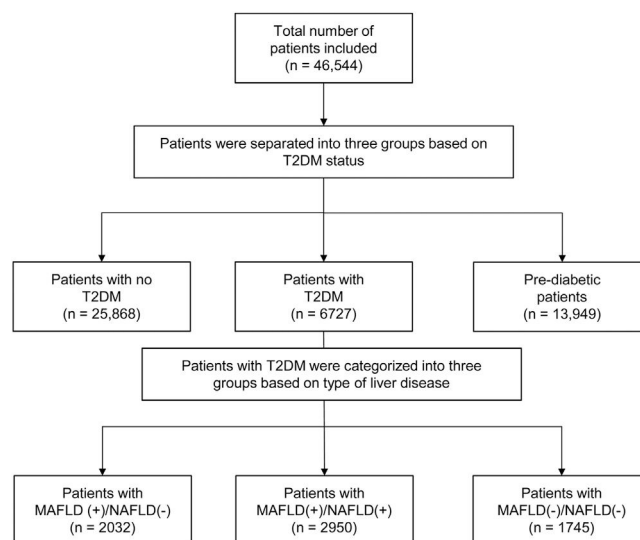 Total number of
patients included
(n = 46,544)
Patients were separated into three groups based on
T2DM status
Patients with no
T2DM
(n = 25,868)
Patients with
T2DM
(n = 6727)
Pre-diabetic
patients
(n = 13,949)
Patients with T2DM were categorized into three
groups based on type of liver disease
Patients with
MAFLD (+)/NAFLD(-)
(n = 2032)
Patients with
MAFLD(+)/NAFLD(+)
(n = 2950)
Patients with
MAFLD(-)/NAFLD(-)
(n = 1745)